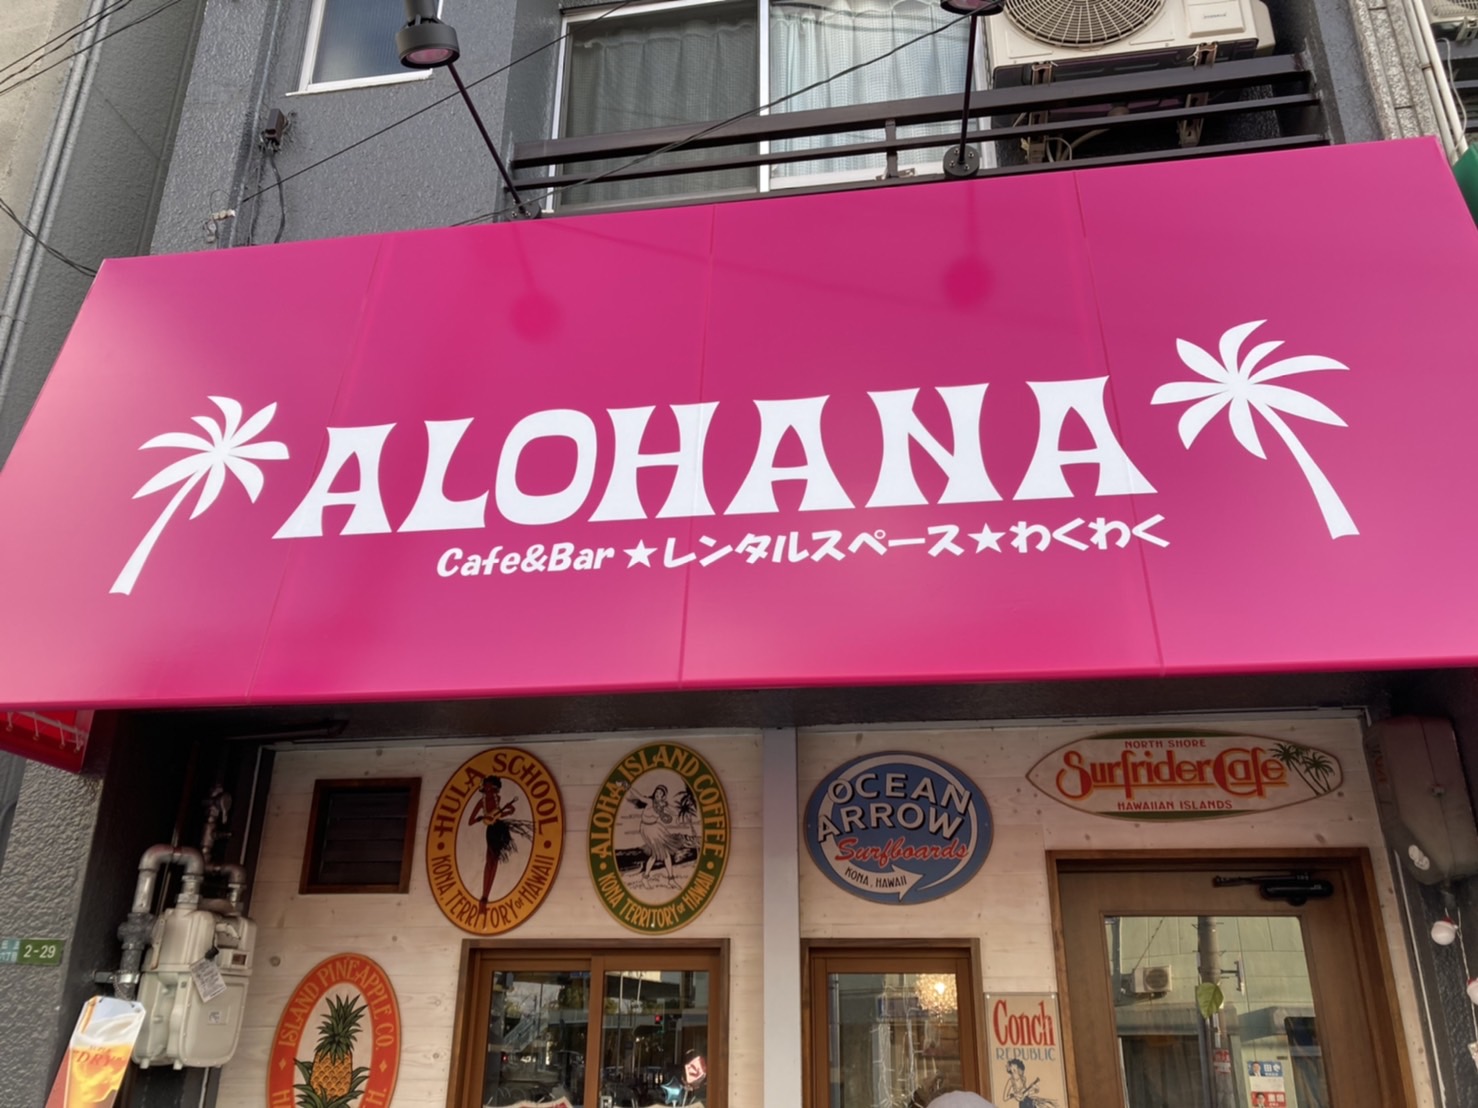 ALOHANA
Cafe&Bar★レンタルスペース★わくわく
HULA SCHOOL
KONA, TERRITORY OF HAWAII
ALOHA ISLAND COFFEE
KONA TERRITORY OF HAWAII
OCEAN
ARROW
Surfboards
KONA, HAWAII
NORTH SHORE
Surfrider Cafe
HAWAIIAN ISLANDS
2-29
ISLAND PINEAPPLE CO.
Conch
REPUBLIC